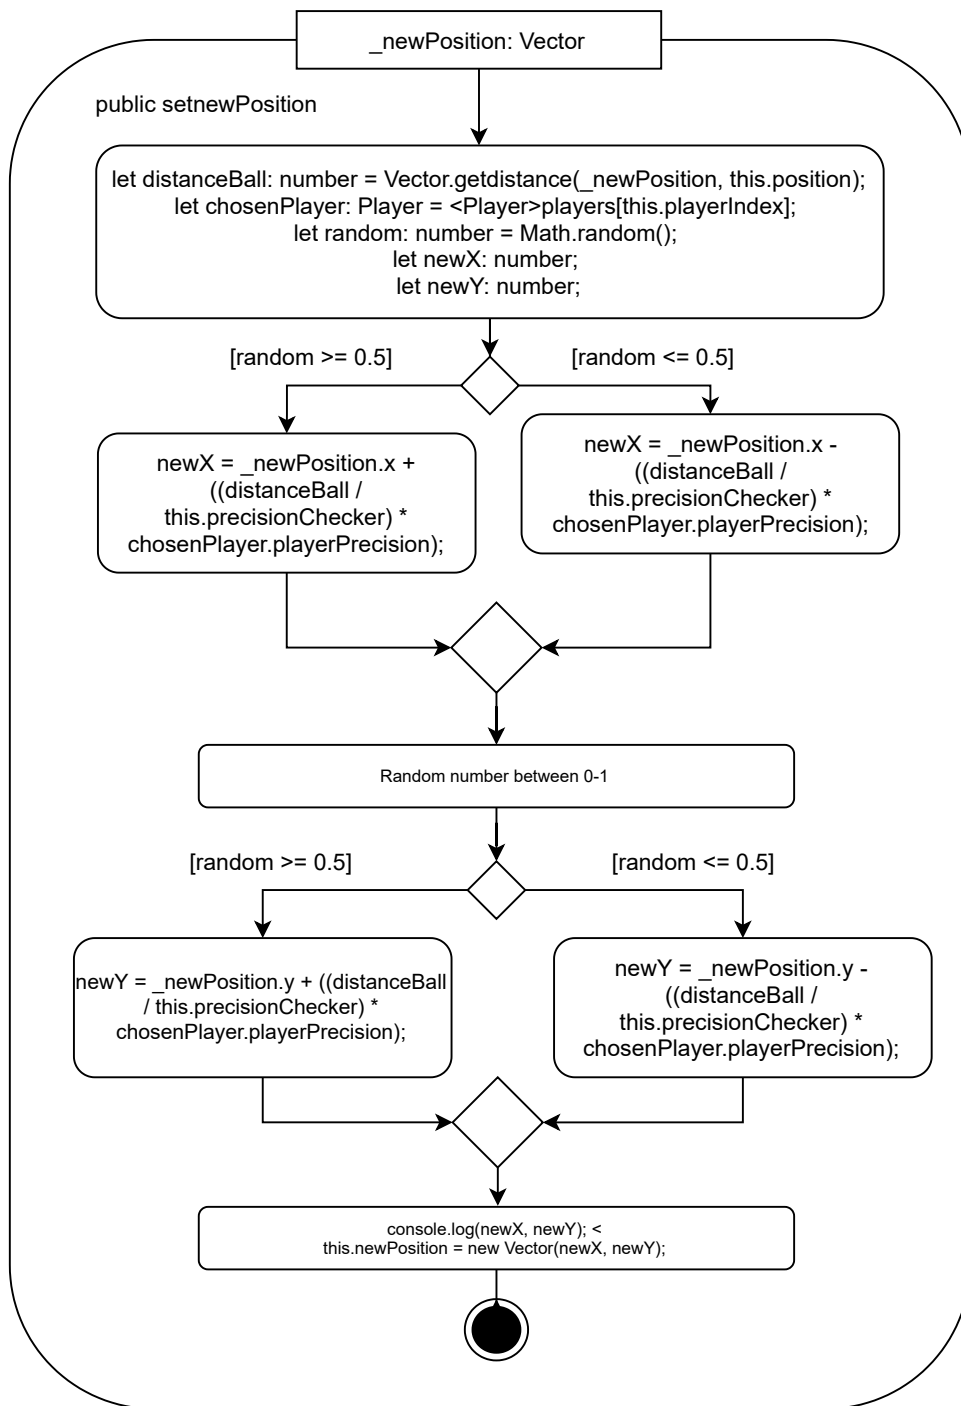 _newPosition: Vector
public setnewPosition
let distanceBall: number = Vector.getdistance(_newPosition, this.position);
let chosenPlayer: Player = <Player>players[this.playerIndex];
let random: number = Math.random();
let newX: number;
let newY: number;
[random >= 0.5]
[random <= 0.5]
newX = _newPosition.x +
((distanceBall /
this.precisionChecker) *
chosenPlayer.playerPrecision);
newX = _newPosition.x -
((distanceBall /
this.precisionChecker) *
chosenPlayer.playerPrecision);
Random number between 0-1
[random >= 0.5]
[random <= 0.5]
newY = _newPosition.y + ((distanceBall
/ this.precisionChecker) *
chosenPlayer.playerPrecision);
newY = _newPosition.y -
((distanceBall /
this.precisionChecker) *
chosenPlayer.playerPrecision);
console.log(newX, newY); <
this.newPosition = new Vector(newX, newY);